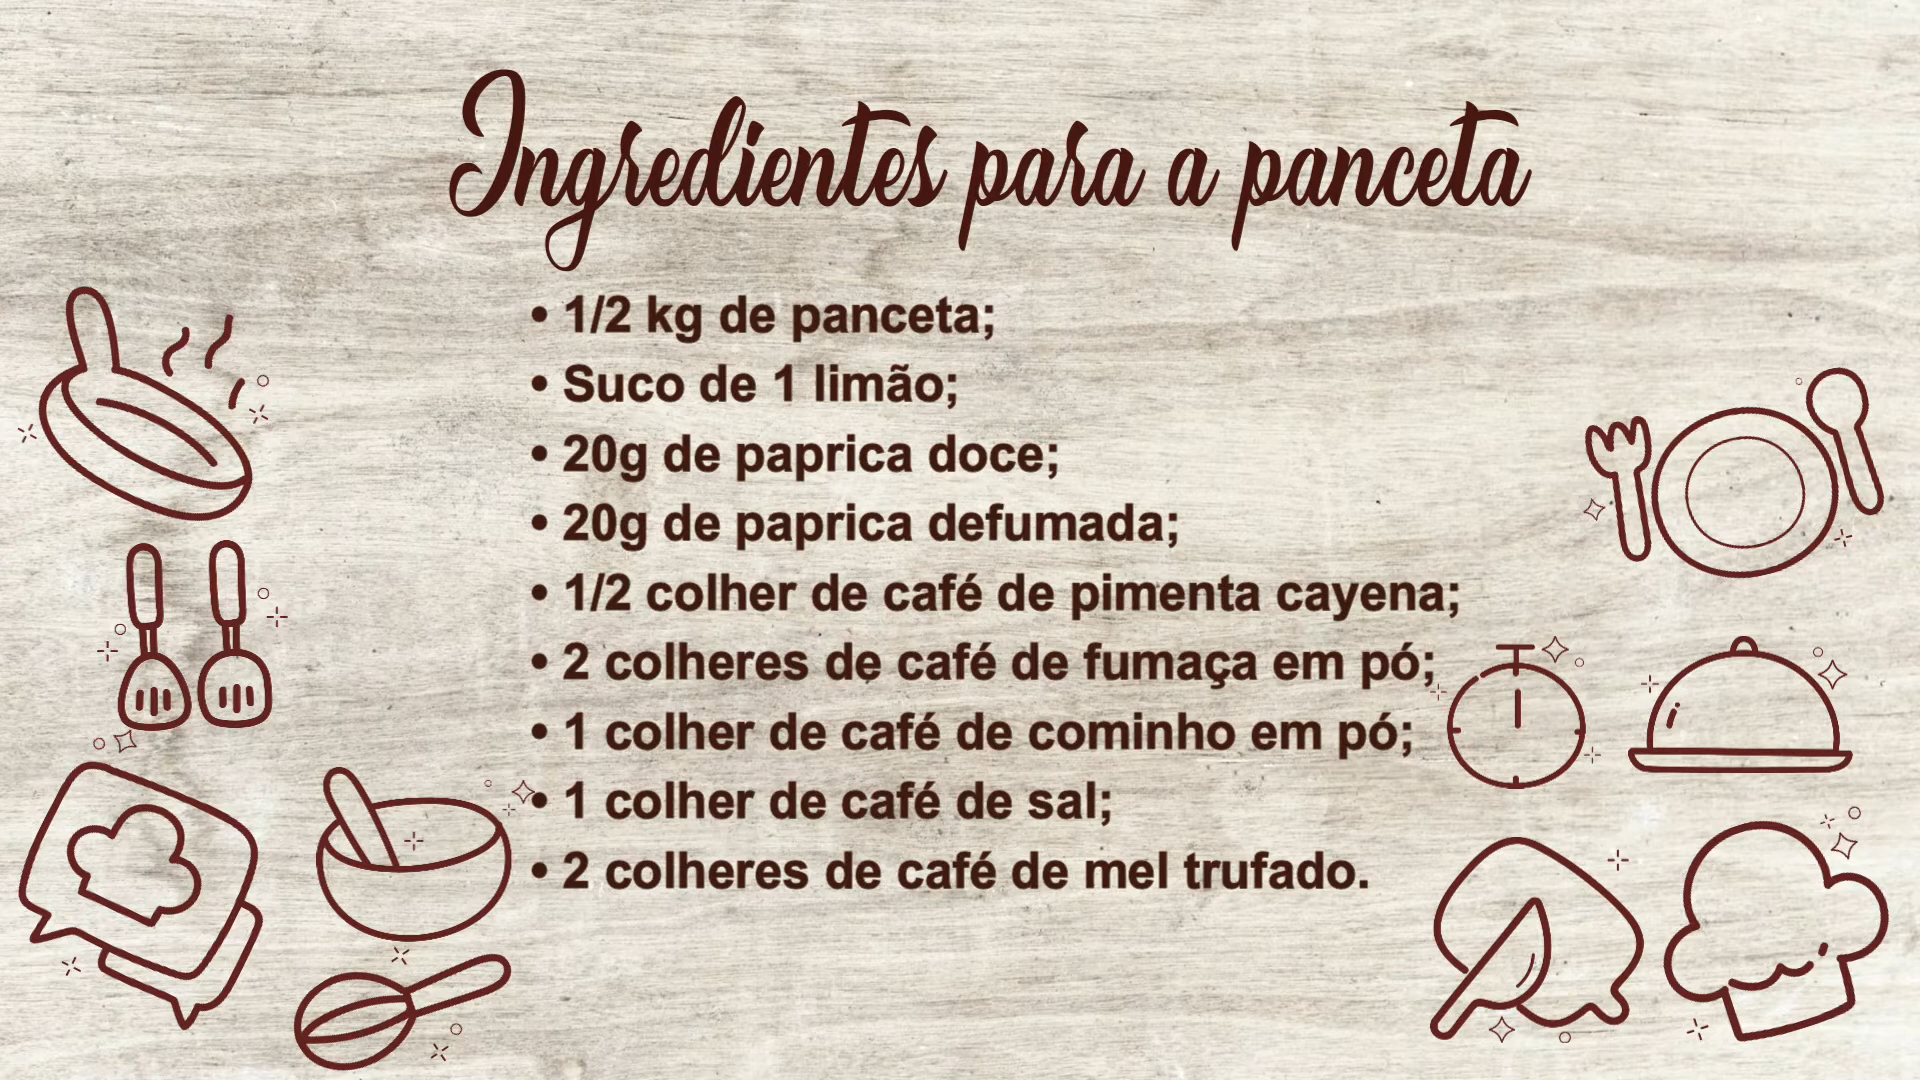 Ingredientes para a panceta
• 1/2 kg de panceta;
• Suco de 1 limão;
• 20g de paprica doce;
• 20g de paprica defumada;
• 1/2 colher de café de pimenta cayena;
• 2 colheres de café de fumaça em pó;
• 1 colher de café de cominho em pó;
• 1 colher de café de sal;
• 2 colheres de café de mel trufado.